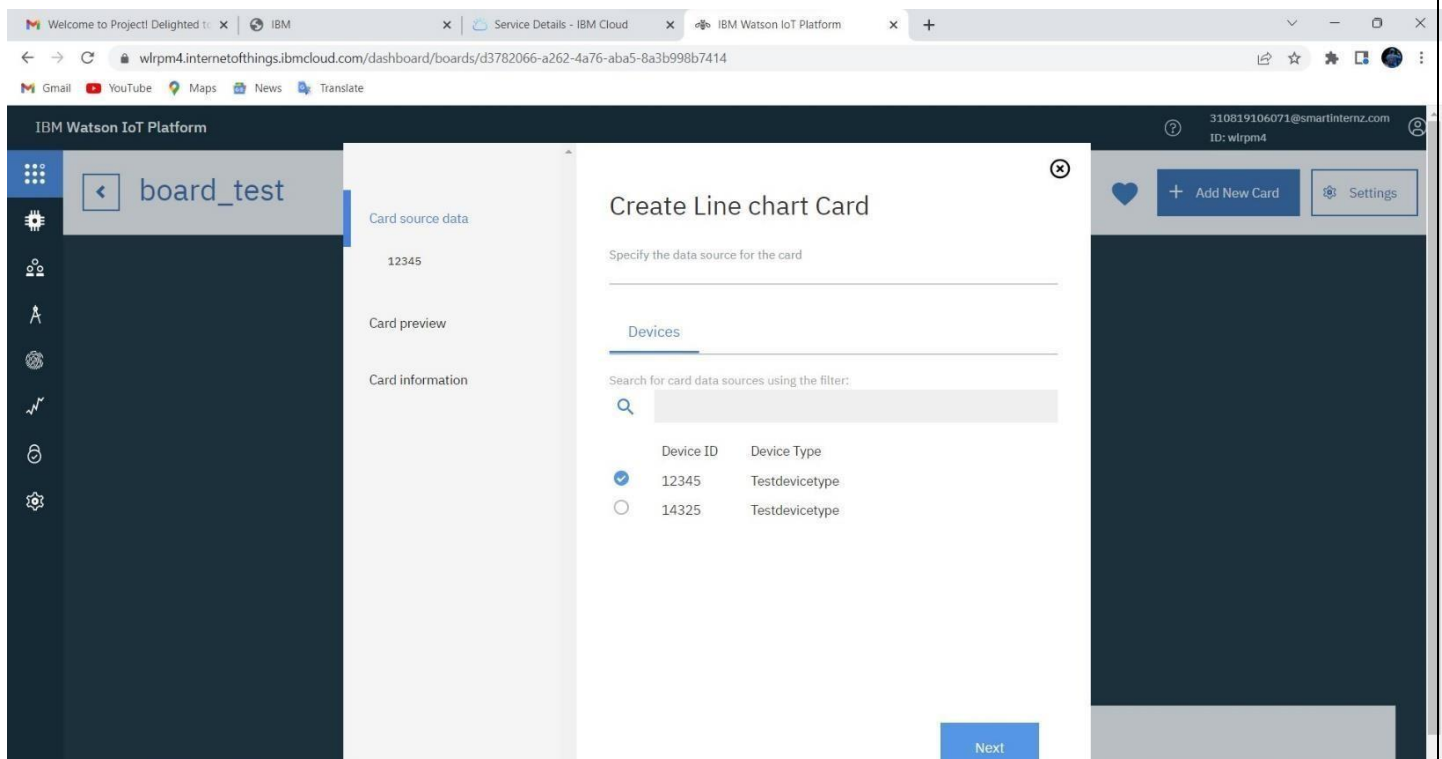 Welcome to Project! Delighted to
IBM
Service Details - IBM Cloud
IBM Watson IoT Platform
wlrpm4.internetofthings.ibmcloud.com/dashboard/boards/d3782066-a262-4a76-aba5-8a3b998b7414
Gmail YouTube Maps News Translate
IBM Watson IoT Platform
310819106071@smartinternz.com
ID: wlrpm4
board_test
Add New Card
Settings
Card source data
12345
Card preview
Card information
Create Line chart Card
Specify the data source for the card
Devices
Search for card data sources using the filter:
Device ID Device Type
12345 Testdevicetype
14325 Testdevicetype
Next